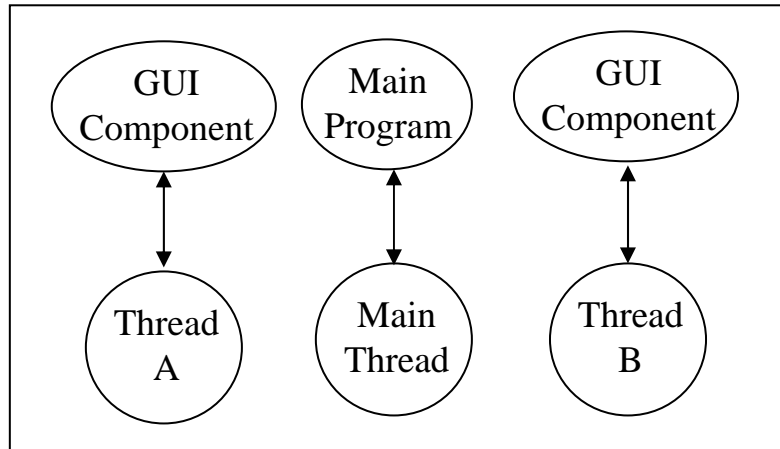 GUI
Component
Main
Program
GUI
Component
Thread
A
Main
Thread
Thread
B